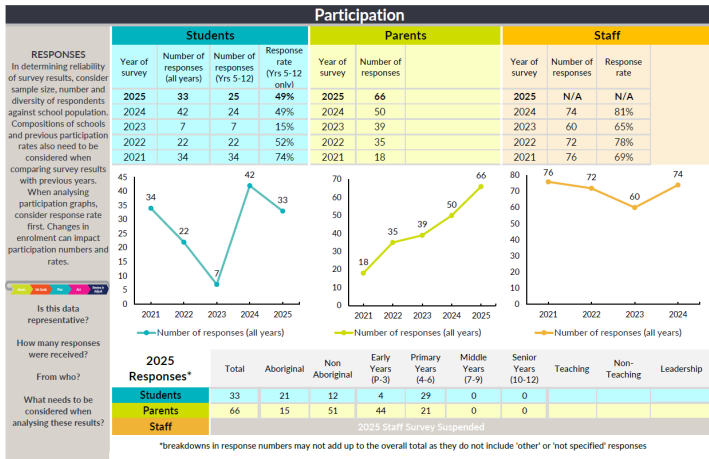 Participation
RESPONSES
In determining reliability
of survey results, consider
sample size, number and
diversity of respondents
against school population.
Compositions of schools
and previous participation
rates also need to be
considered when
comparing survey results
with previous years.
When analysing
participation graphs,
consider response rate
first. Changes in
enrolment can impact
participation numbers and
rates.
Is this data
representative?
How many responses
were received?
From who?
What needs to be
considered when
analysing these results?
Students
Year of survey Number of responses (all years) Number of responses (Yrs 5-12) Response rate (Yrs 5-12 only)
2025 33 25 49%
2024 42 24 49%
2023 7 7 15%
2022 22 22 52%
2021 34 34 74%
Parents
Year of survey Number of responses
2025 66
2024 50
2023 39
2022 35
2021 18
Staff
Year of survey Number of responses Response rate
2025 N/A N/A
2024 74 81%
2023 60 65%
2022 72 78%
2021 76 69%
45
40
35
30
25
20
15
10
5
0
34 22 7 42 33
2021 2022 2023 2024 2025
Number of responses (all years)
70
60
50
40
30
20
10
0
18 35 39 50 66
2021 2022 2023 2024 2025
Number of responses (all years)
80
70
60
50
40
30
20
10
0
76 72 60 74
2021 2022 2023 2024
Number of responses (all years)
2025 Responses* Total Aboriginal Non Aboriginal Early Years (P-3) Primary Years (4-6) Middle Years (7-9) Senior Years (10-12) Teaching Non-Teaching Leadership
Students 33 21 12 4 29 0 0
Parents 66 15 51 44 21 0 0
Staff 2025 Staff Survey Suspended
*breakdowns in response numbers may not add up to the overall total as they do not include 'other' or 'not specified' responses